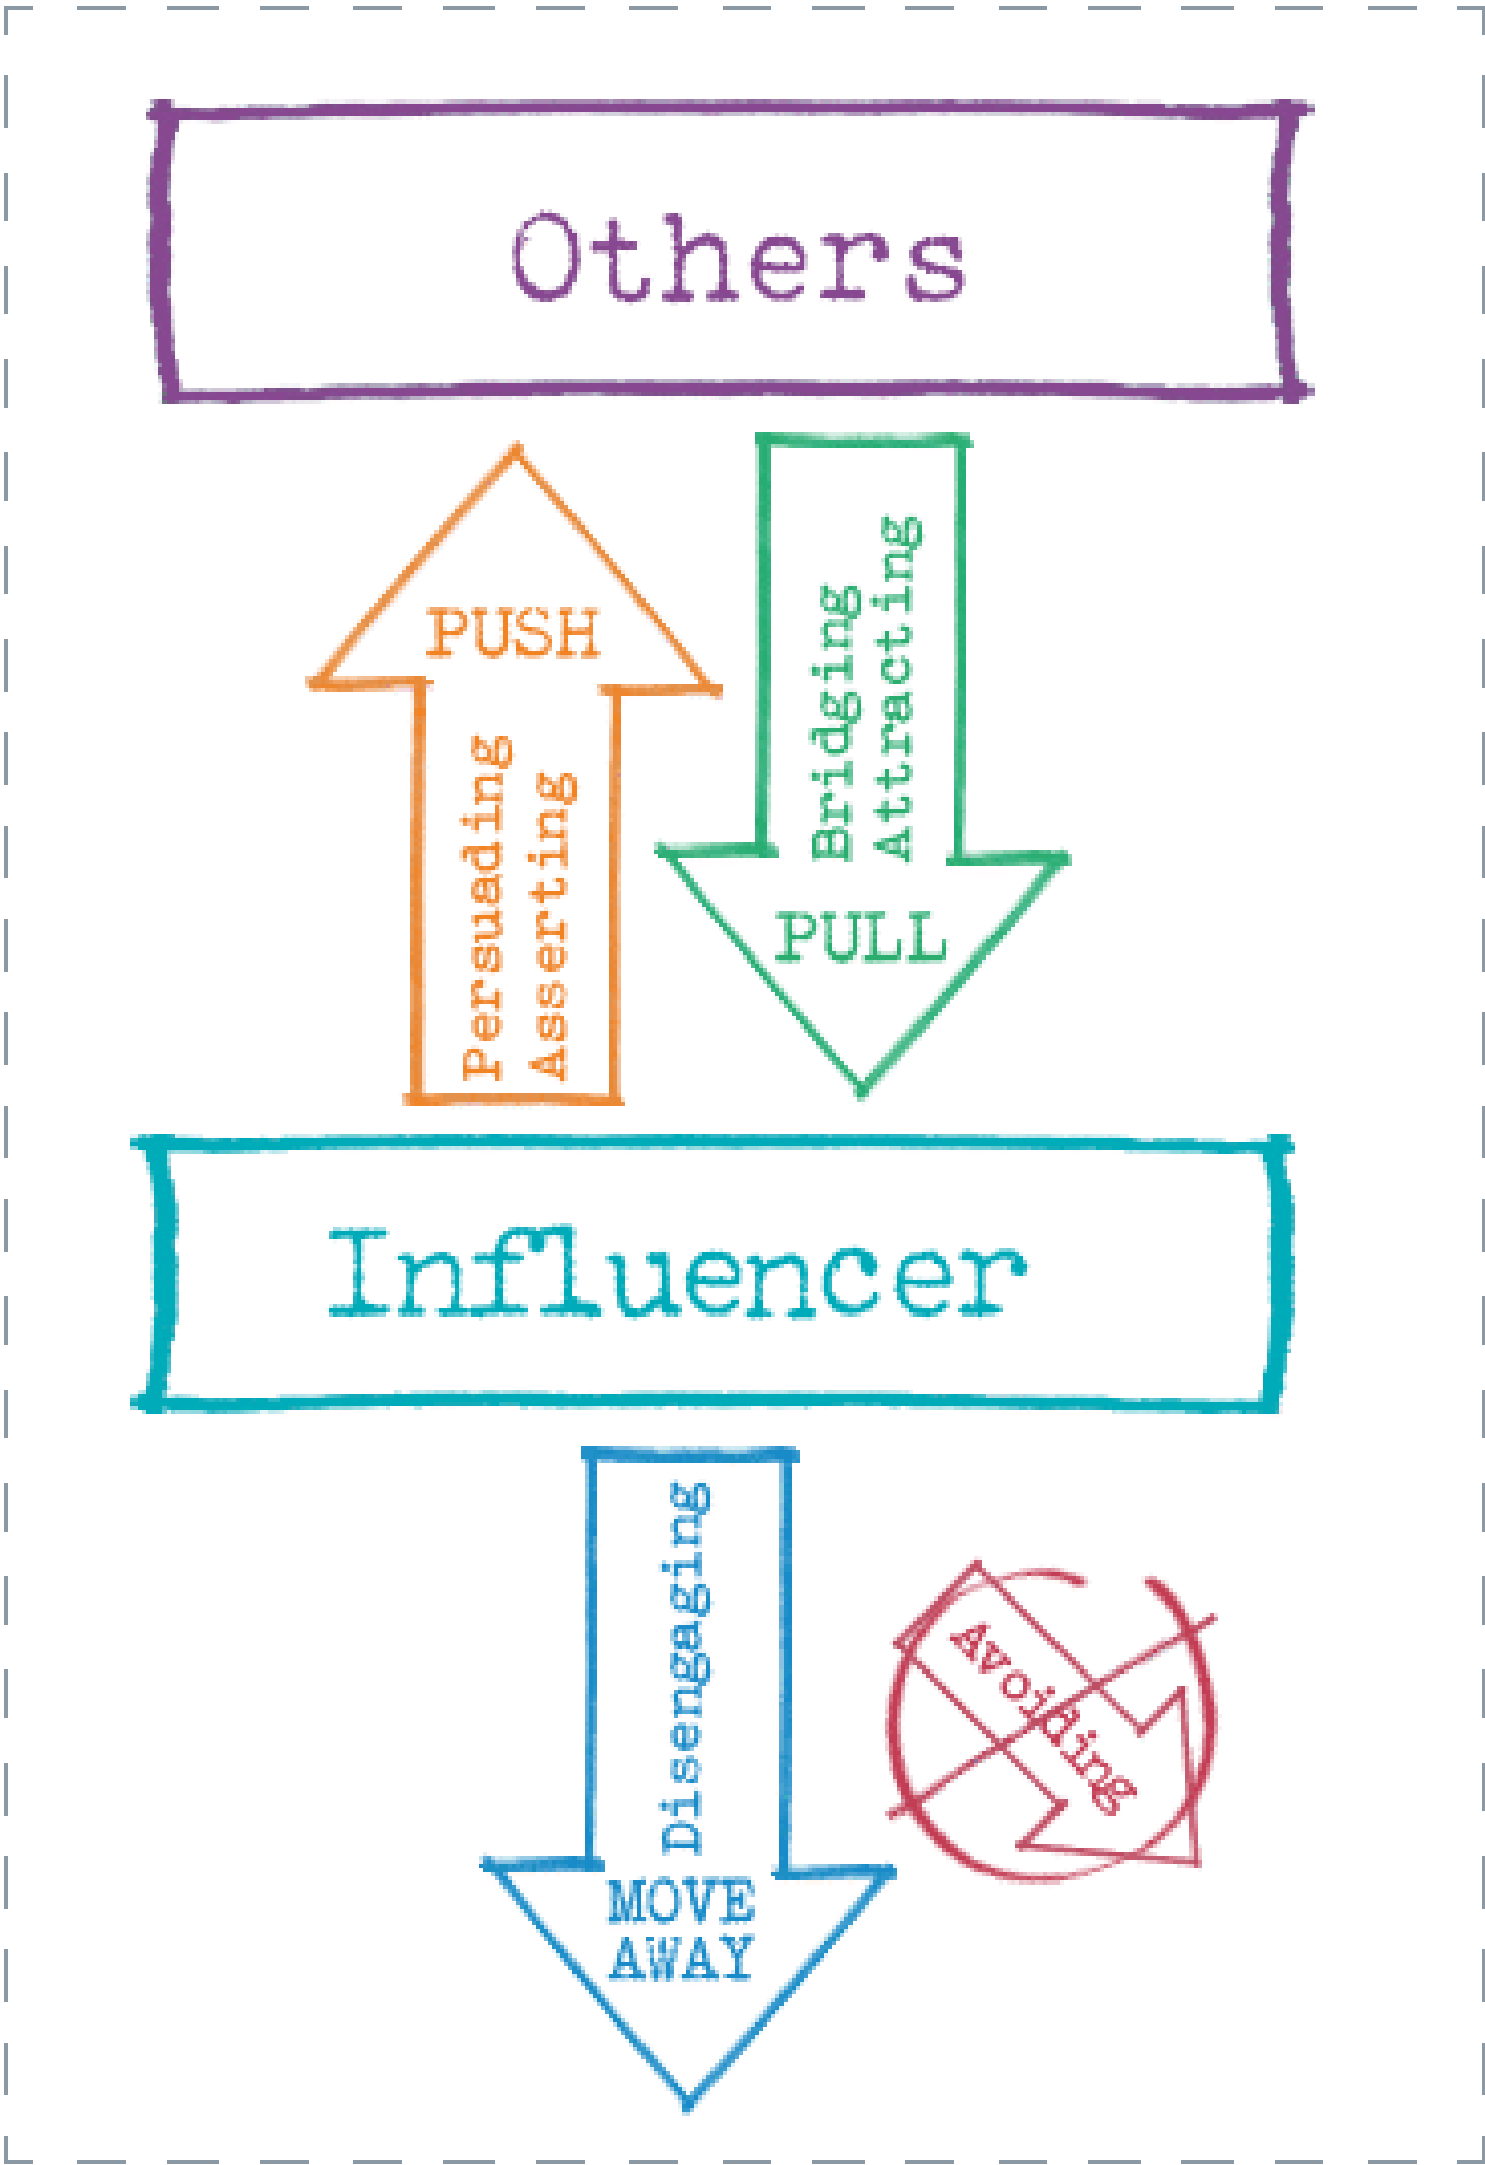 Others
PUSH
Persuading
Asserting
Bridging
Attracting
PULL
Influencer
Disengaging
MOVE
AWAY
Avoiding